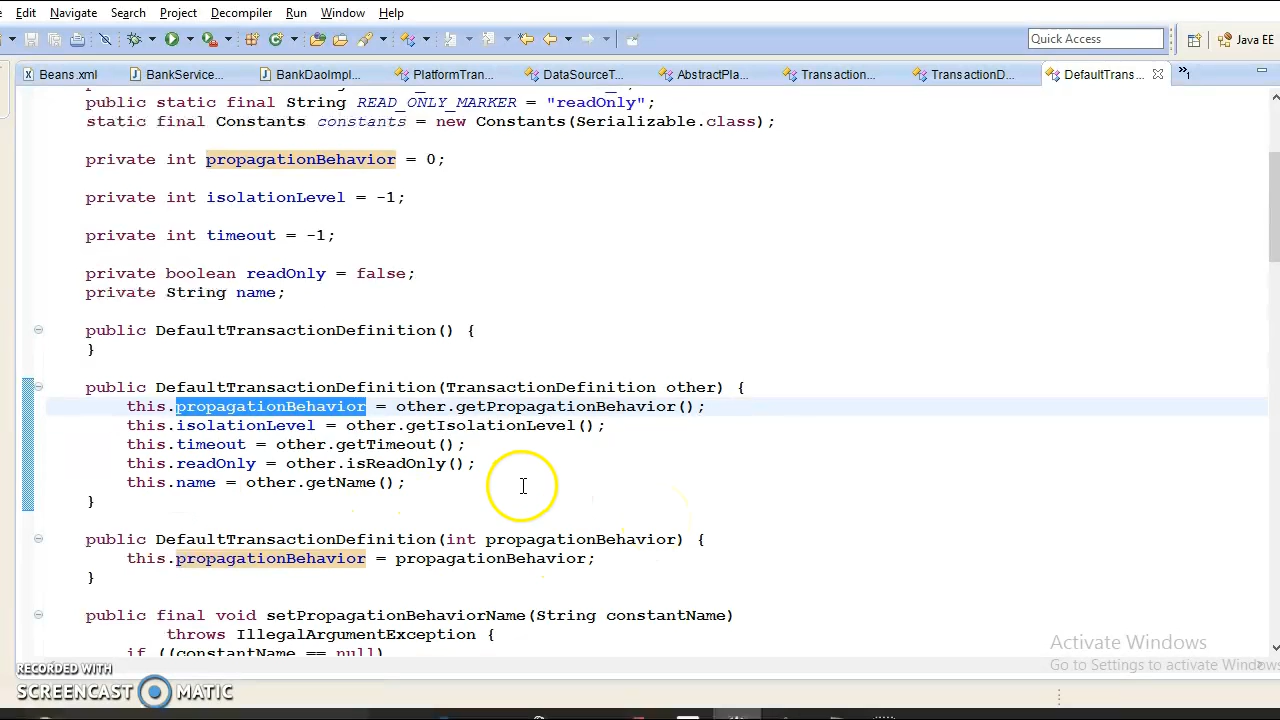 Edit Navigate Search Project Decompiler Run Window Help
Quick Access
Java EE
Beans.xml BankService... BankDaoImpl... PlatformTran... DataSourceT... AbstractPla... Transaction... TransactionD... DefaultTrans...
public static final String READ_ONLY_MARKER = "readOnly";
static final Constants constants = new Constants(Serializable.class);
private int propagationBehavior = 0;
private int isolationLevel = -1;
private int timeout = -1;
private boolean readOnly = false;
private String name;
public DefaultTransactionDefinition() {
}
public DefaultTransactionDefinition(TransactionDefinition other) {
this.propagationBehavior = other.getPropagationBehavior();
this.isolationLevel = other.getIsolationLevel();
this.timeout = other.getTimeout();
this.readOnly = other.isReadOnly();
this.name = other.getName();
}
public DefaultTransactionDefinition(int propagationBehavior) {
this.propagationBehavior = propagationBehavior;
}
public final void setPropagationBehaviorName(String constantName)
throws IllegalArgumentException {
if ((constantName == null)
Activate Windows
Go to Settings to activate Windows
RECORDED WITH
SCREENCAST MATIC